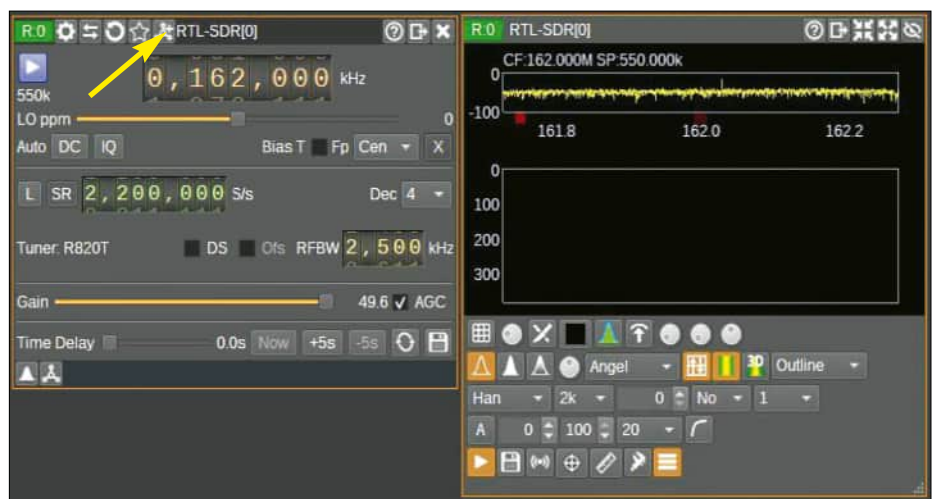 R:0 RTL-SDR[0]
0,162,000 kHz
550k
LO ppm 0
Auto DC IQ Bias T Fp Cen X
L SR 2,200,000 S/s Dec 4
Tuner: R820T DS Ofs RFBW 2,500 kHz
Gain 49.6 AGC
Time Delay 0.0s Now +5s -5s
R:0 RTL-SDR[0]
CF:162.000M SP:550.000k
0
-100
161.8 162.0 162.2
0
100
200
300
Angel 3D Outline
Han 2k 0 No 1
A 0 100 20